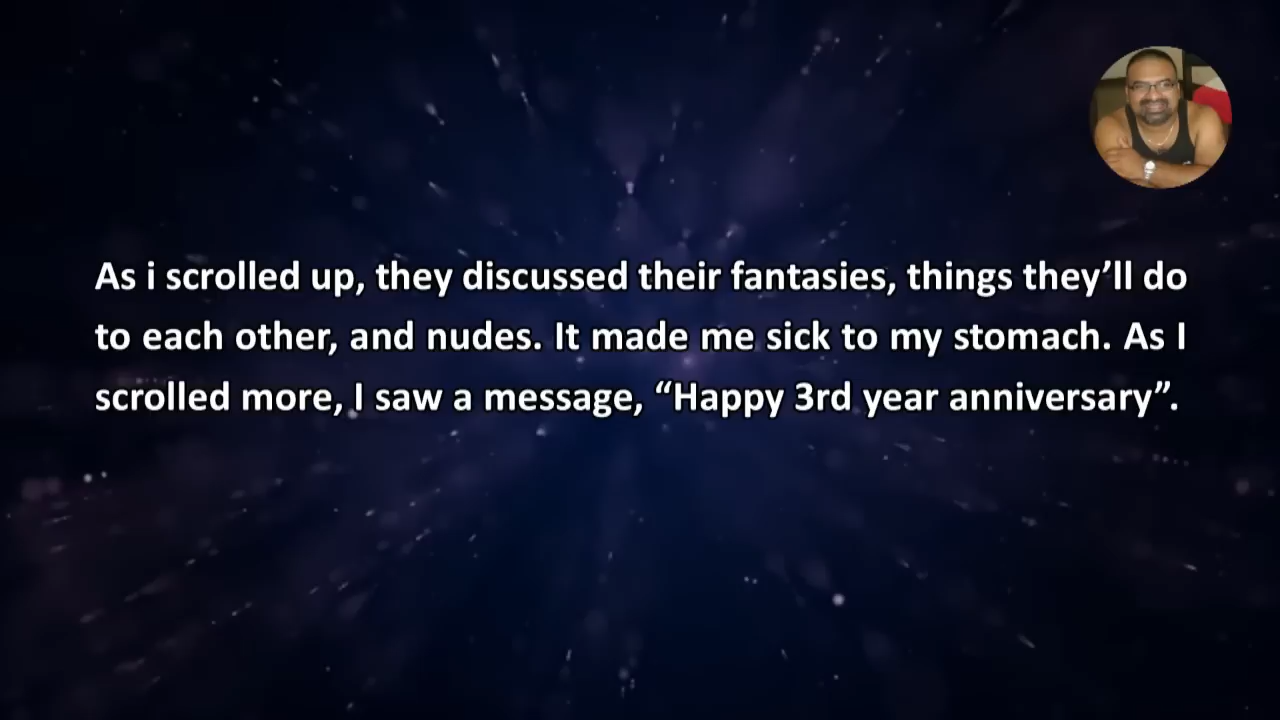 As i scrolled up, they discussed their fantasies, things they’ll do
to each other, and nudes. It made me sick to my stomach. As I
scrolled more, I saw a message, “Happy 3rd year anniversary”.